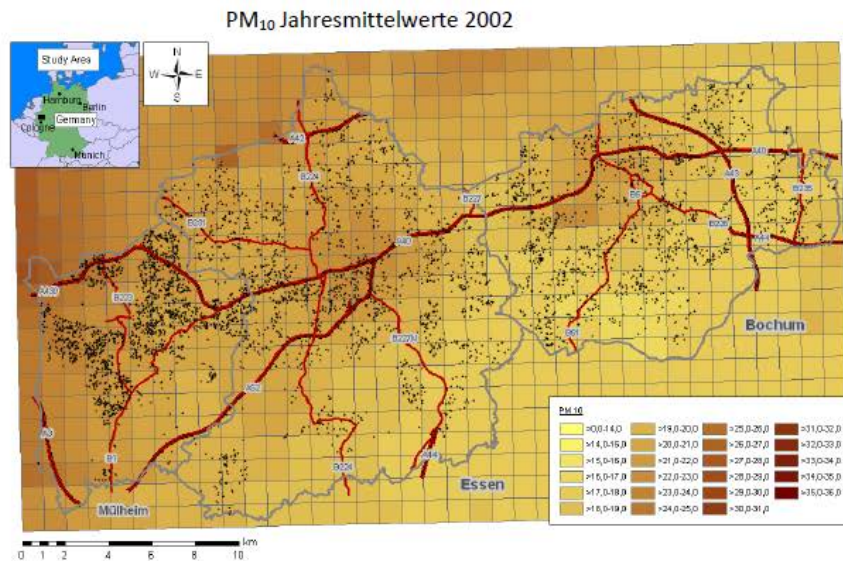 PM₁₀ Jahresmittelwerte 2002
Study Area
Hamburg
Berlin
Cologne
Germany
Munich
N
W E
S
A42
B224
B231
B222
A40
A40
A43
B235
B226
A44
A430
B223
B227N
B51
A52
A3
B1
B224
A44
Bochum
Essen
Mülheim
km
0 1 2 4 6 8 10
PM 10
>0,0-14,0 >19,0-20,0 >25,0-26,0 >31,0-32,0
>14,0-15,0 >20,0-21,0 >26,0-27,0 >32,0-33,0
>15,0-16,0 >21,0-22,0 >27,0-28,0 >33,0-34,0
>16,0-17,0 >22,0-23,0 >28,0-29,0 >34,0-35,0
>17,0-18,0 >23,0-24,0 >29,0-30,0 >35,0-36,0
>18,0-19,0 >24,0-25,0 >30,0-31,0